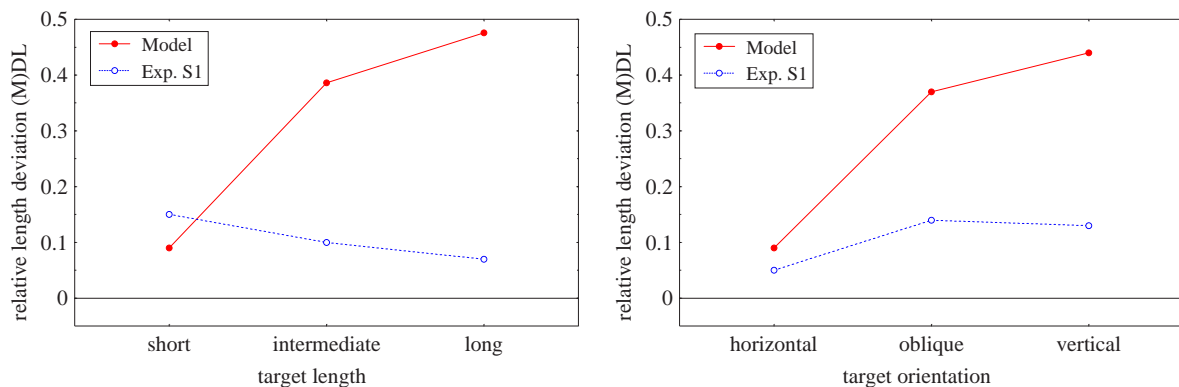 relative length deviation (M)DL
0.5
0.4
0.3
0.2
0.1
0
Model
Exp. S1
short intermediate long
target length
relative length deviation (M)DL
0.5
0.4
0.3
0.2
0.1
0
Model
Exp. S1
horizontal oblique vertical
target orientation